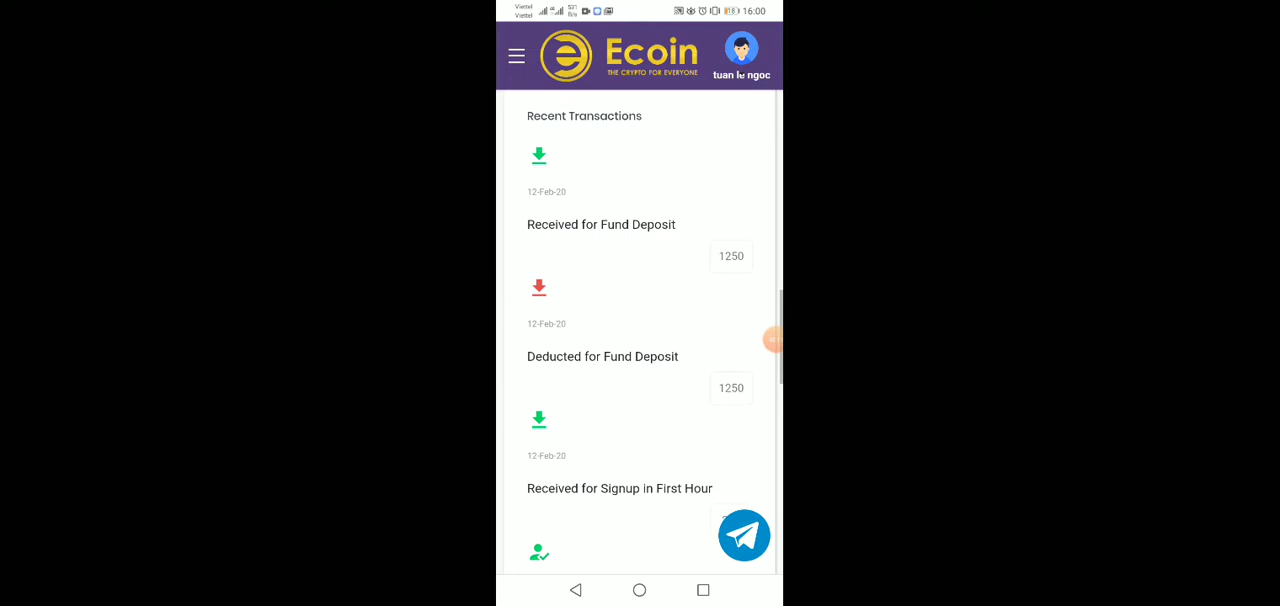 Viettel
Viettel
16:00
Ecoin
THE CRYPTO FOR EVERYONE
tuan le ngoc
Recent Transactions
12-Feb-20
Received for Fund Deposit
1250
12-Feb-20
Deducted for Fund Deposit
1250
12-Feb-20
Received for Signup in First Hour